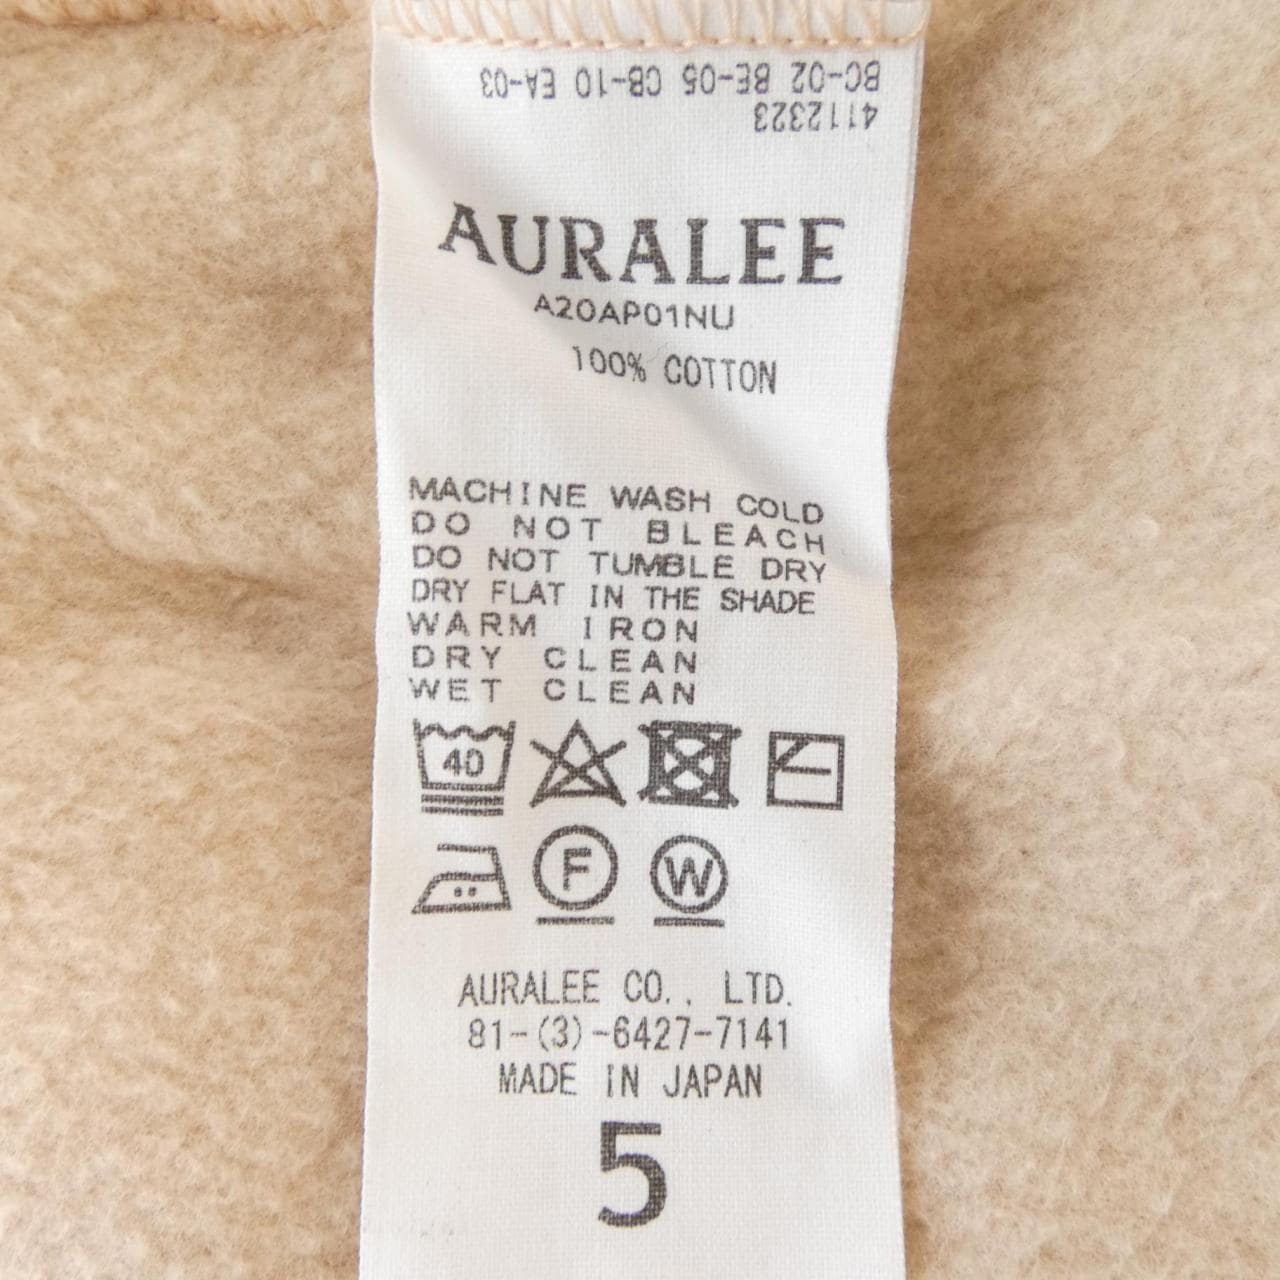 BC-02 BE-05 CB-10 EA-03
4112323
AURALEE
A20AP01NU
100% COTTON
MACHINE WASH COLD
DO NOT BLEACH
DO NOT TUMBLE DRY
DRY FLAT IN THE SHADE
WARM IRON
DRY CLEAN
WET CLEAN
40
F W
AURALEE CO., LTD.
81-(3)-6427-7141
MADE IN JAPAN
5